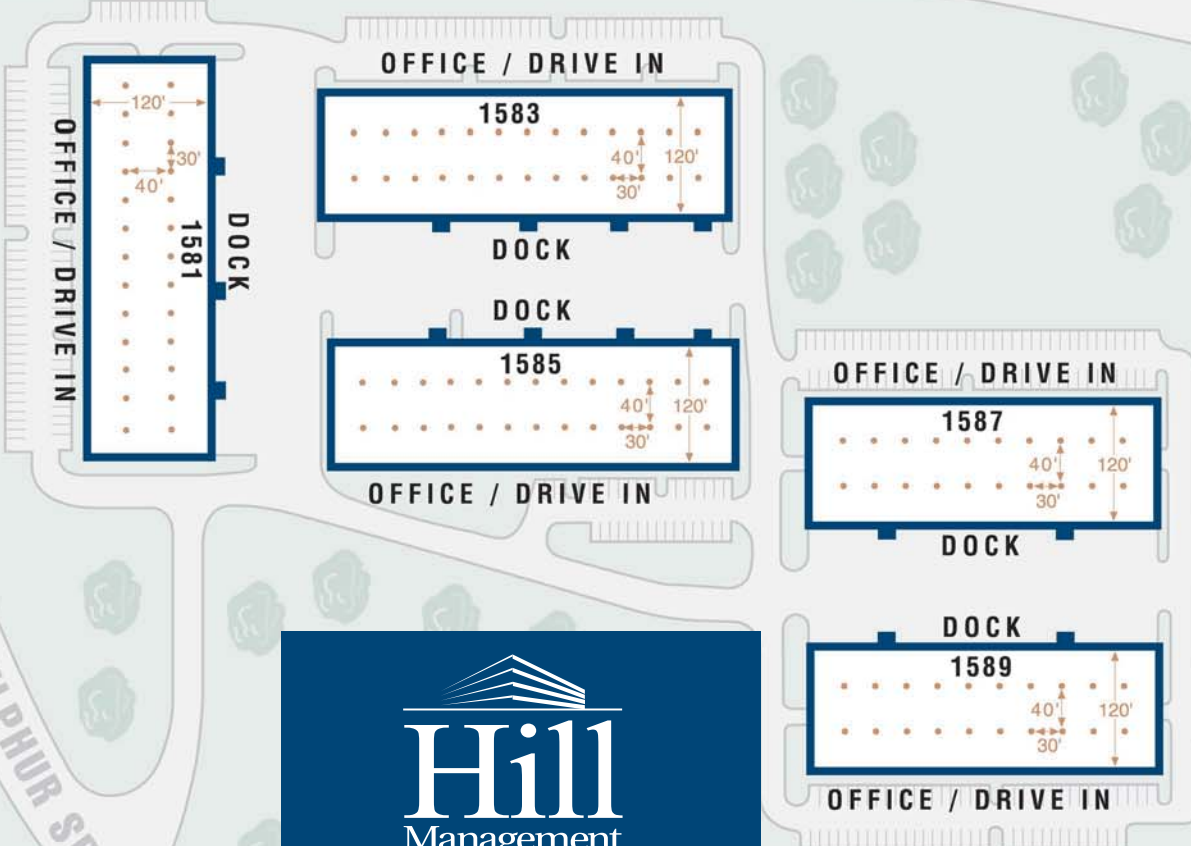 OFFICE / DRIVE IN
120'
30'
40'
1581
DOCK
OFFICE / DRIVE IN
1583
40'
120'
30'
DOCK
DOCK
1585
40'
120'
30'
OFFICE / DRIVE IN
OFFICE / DRIVE IN
1587
40'
120'
30'
DOCK
DOCK
1589
40'
120'
30'
OFFICE / DRIVE IN
Hill
Management